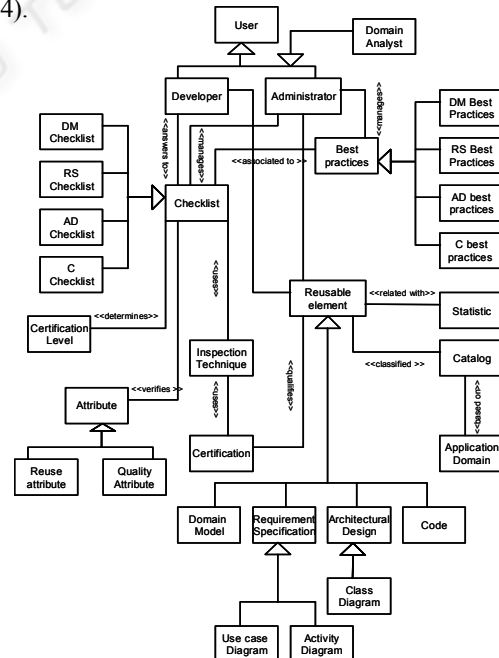 4).
User
Domain
Analyst
Developer
Administrator
<<answers to>>
<<manages>>
<<manages>>
DM
Checklist
RS
Checklist
AD
Checklist
C
Checklist
Checklist
<<associated to >>
Best
practices
DM Best
Practices
RS Best
Practices
AD best
practices
C best
practices
<<uses>>
Reusable
element
<<related with>>
Statistic
<<determines>>
Certification
Level
Inspection
Technique
<<qualifies>>
<<classified >>
Catalog
<<verifies >>
Attribute
<<uses>>
<<based on>>
Reuse
attribute
Quality
Attribute
Certification
Application
Domain
Domain
Model
Requirement
Specification
Architectural
Design
Code
Class
Diagram
Use case
Diagram
Activity
Diagram